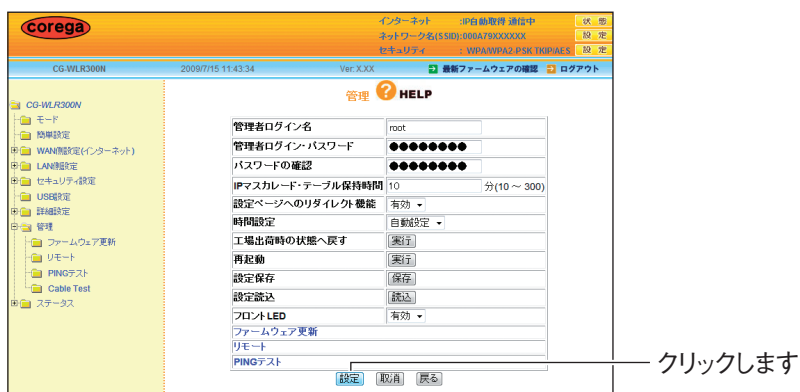 corega
インターネット :IP自動取得 通信中 状 態
ネットワーク名(SSID):000A79XXXXXX 設 定
セキュリティ : WPA/WPA2-PSK TKIP/AES 設 定
CG-WLR300N 2009/7/15 11:43:34 Ver. X.XX 最新ファームウェアの確認 ログアウト
CG-WLR300N
モード
簡単設定
WAN側設定(インターネット)
LAN側設定
セキュリティ設定
USB設定
詳細設定
管理
ファームウェア更新
リモート
PINGテスト
Cable Test
ステータス
管理 ? HELP
管理者ログイン名 root
管理者ログイン・パスワード ●●●●●●●●
パスワードの確認 ●●●●●●●●
IPマスカレード・テーブル保持時間 10 分(10 ～ 300)
設定ページへのリダイレクト機能 有効
時間設定 自動設定
工場出荷時の状態へ戻す 実行
再起動 実行
設定保存 保存
設定読込 読込
フロントLED 有効
ファームウェア更新
リモート
PINGテスト
設定 取消 戻る
クリックします